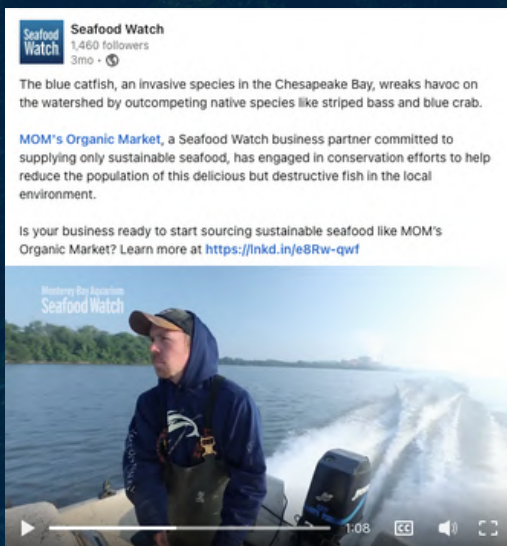 Seafood
Watch
Seafood Watch
1,460 followers
3mo •
The blue catfish, an invasive species in the Chesapeake Bay, wreaks havoc on
the watershed by outcompeting native species like striped bass and blue crab.
MOM's Organic Market, a Seafood Watch business partner committed to
supplying only sustainable seafood, has engaged in conservation efforts to help
reduce the population of this delicious but destructive fish in the local
environment.
Is your business ready to start sourcing sustainable seafood like MOM's
Organic Market? Learn more at https://lnkd.in/e8Rw-qwf
Monterey Bay Aquarium
Seafood Watch
1:08
CC